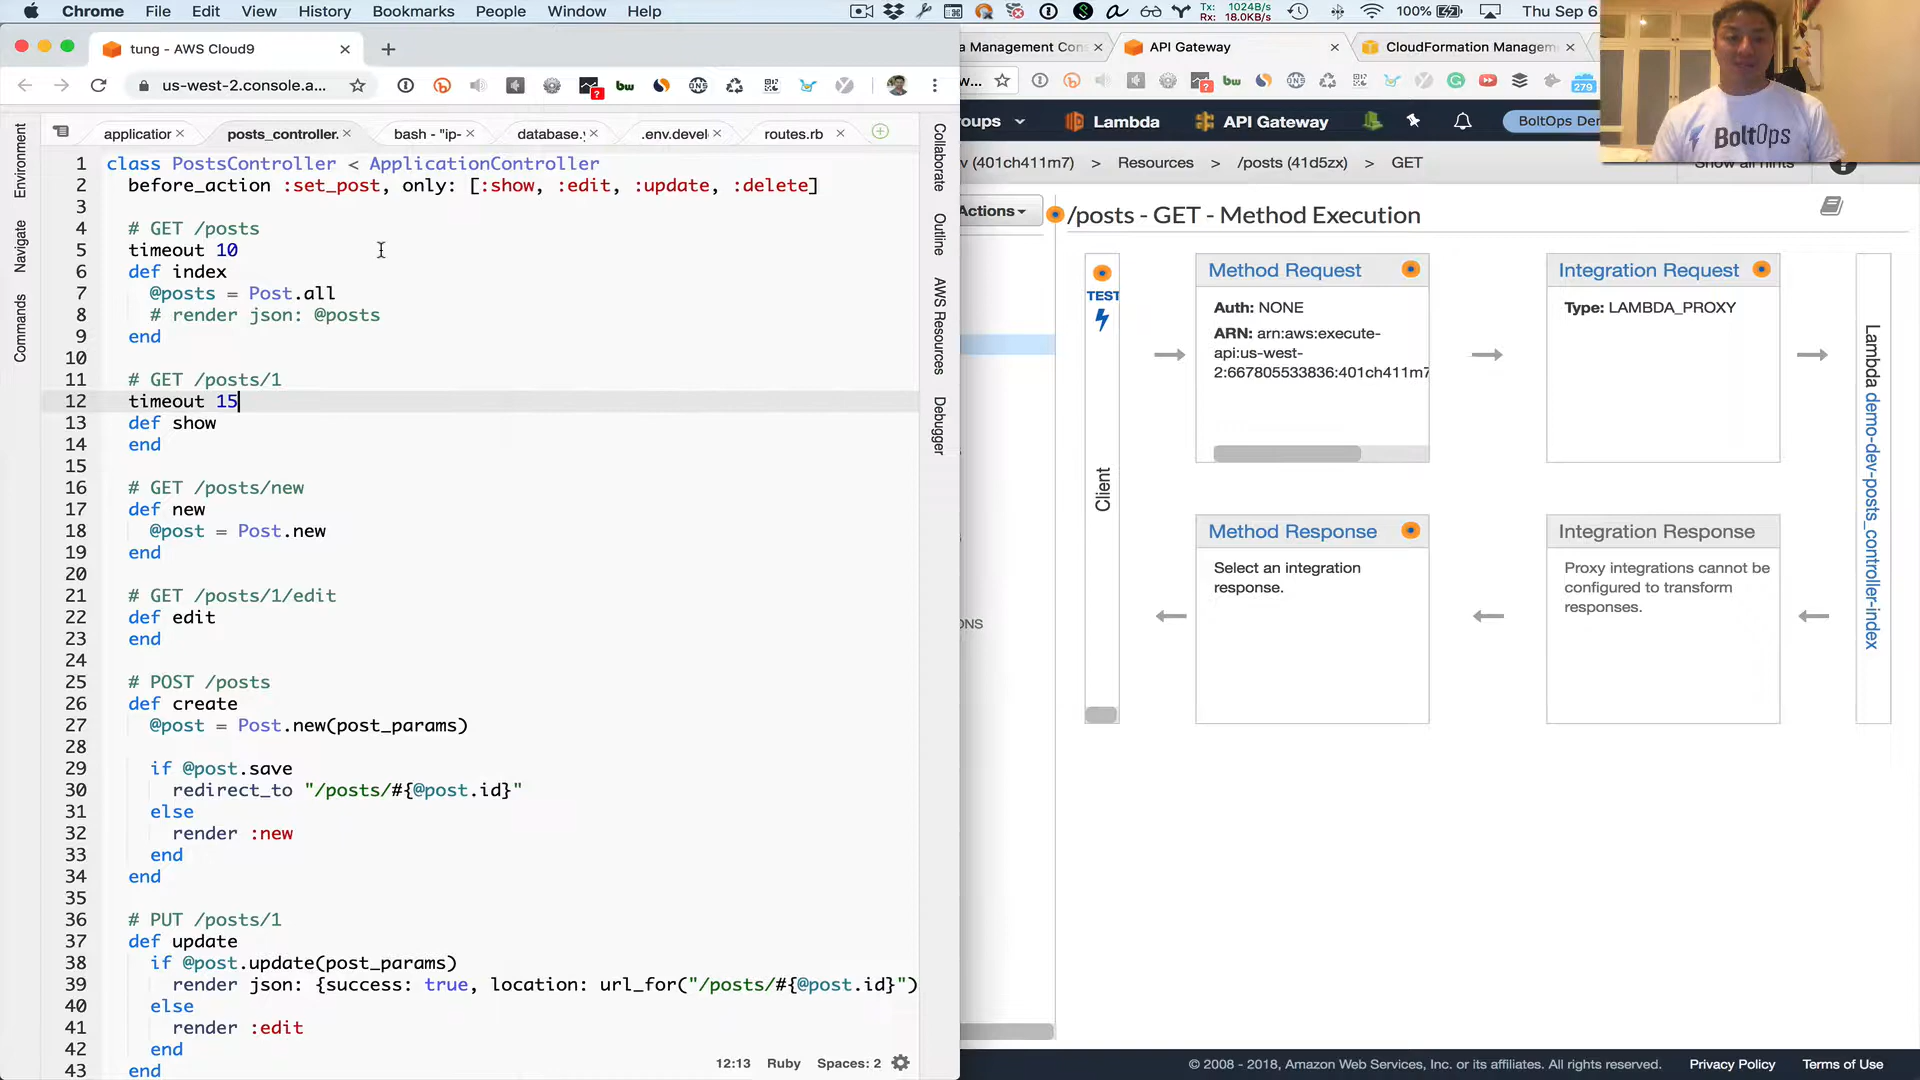 Chrome File Edit View History Bookmarks People Window Help
Tx: 1024B/s
Rx: 18.0KB/s
100%
Thu Sep 6
tung - AWS Cloud9
us-west-2.console.a...
bw
applicatior
posts_controller.
bash - "ip-
database.
.env.devel
routes.rb
Environment
Navigate
Commands
1 class PostsController < ApplicationController
2 before_action :set_post, only: [:show, :edit, :update, :delete]
3
4 # GET /posts
5 timeout 10
6 def index
7 @posts = Post.all
8 # render json: @posts
9 end
10
11 # GET /posts/1
12 timeout 15
13 def show
14 end
15
16 # GET /posts/new
17 def new
18 @post = Post.new
19 end
20
21 # GET /posts/1/edit
22 def edit
23 end
24
25 # POST /posts
26 def create
27 @post = Post.new(post_params)
28
29 if @post.save
30 redirect_to "/posts/#{@post.id}"
31 else
32 render :new
33 end
34 end
35
36 # PUT /posts/1
37 def update
38 if @post.update(post_params)
39 render json: {success: true, location: url_for("/posts/#{@post.id}")
40 else
41 render :edit
42 end
43 end
12:13 Ruby Spaces: 2
Collaborate
Outline
AWS Resources
Debugger
a Management Con
API Gateway
CloudFormation Managem
w...
bw
279
oups
Lambda
API Gateway
BoltOps Der
BoltOps
v (401ch411m7) > Resources > /posts (41d5zx) > GET
Show all hints
Actions
/posts - GET - Method Execution
TEST
Client
Method Request
Auth: NONE
ARN: arn:aws:execute-
api:us-west-
2:667805533836:401ch411m7
Integration Request
Type: LAMBDA_PROXY
Method Response
Select an integration
response.
Integration Response
Proxy integrations cannot be
configured to transform
responses.
Lambda demo-dev-posts_controller-index
ONS
© 2008 - 2018, Amazon Web Services, Inc. or its affiliates. All rights reserved. Privacy Policy Terms of Use